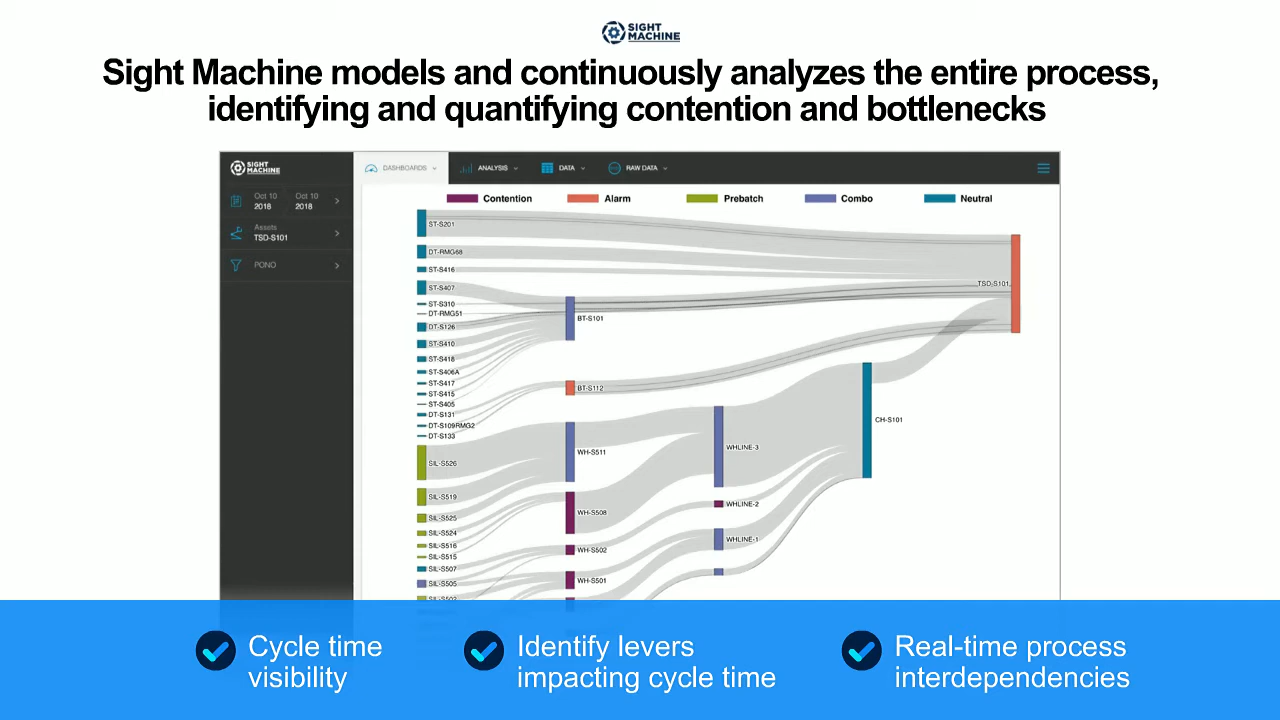 SIGHT
MACHINE
Sight Machine models and continuously analyzes the entire process,
identifying and quantifying contention and bottlenecks
SIGHT
MACHINE
DASHBOARDS
ANALYSIS
DATA
RAW DATA
Oct 10
2018
Oct 10
2018
Assets
TSD-S101
PONO
Contention
Alarm
Prebatch
Combo
Neutral
ST-S201
DT-RMG68
ST-S416
ST-S407
ST-S310
DT-RMG51
DT-S126
ST-S410
ST-S418
ST-S406A
ST-S417
ST-S415
ST-S405
DT-S131
DT-S109RMG2
DT-S133
SIL-S526
SIL-S519
SIL-S525
SIL-S524
SIL-S516
SIL-S515
SIL-S507
SIL-S505
SIL-S502
BT-S101
BT-S112
WH-S511
WH-S508
WH-S502
WH-S501
WHLINE-3
WHLINE-2
WHLINE-1
CH-S101
TSD-S101
Cycle time
visibility
Identify levers
impacting cycle time
Real-time process
interdependencies